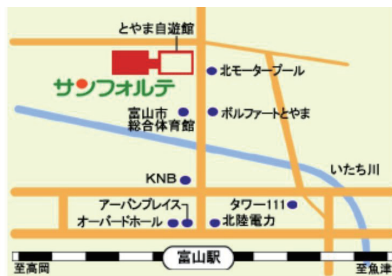 とやま自遊館
サンフォルテ
北モータープール
富山市
総合体育館
ボルファートとやま
いたち川
KNB
アーバンプレイス
タワー111
オーバードホール
北陸電力
富山駅
至高岡
至魚津